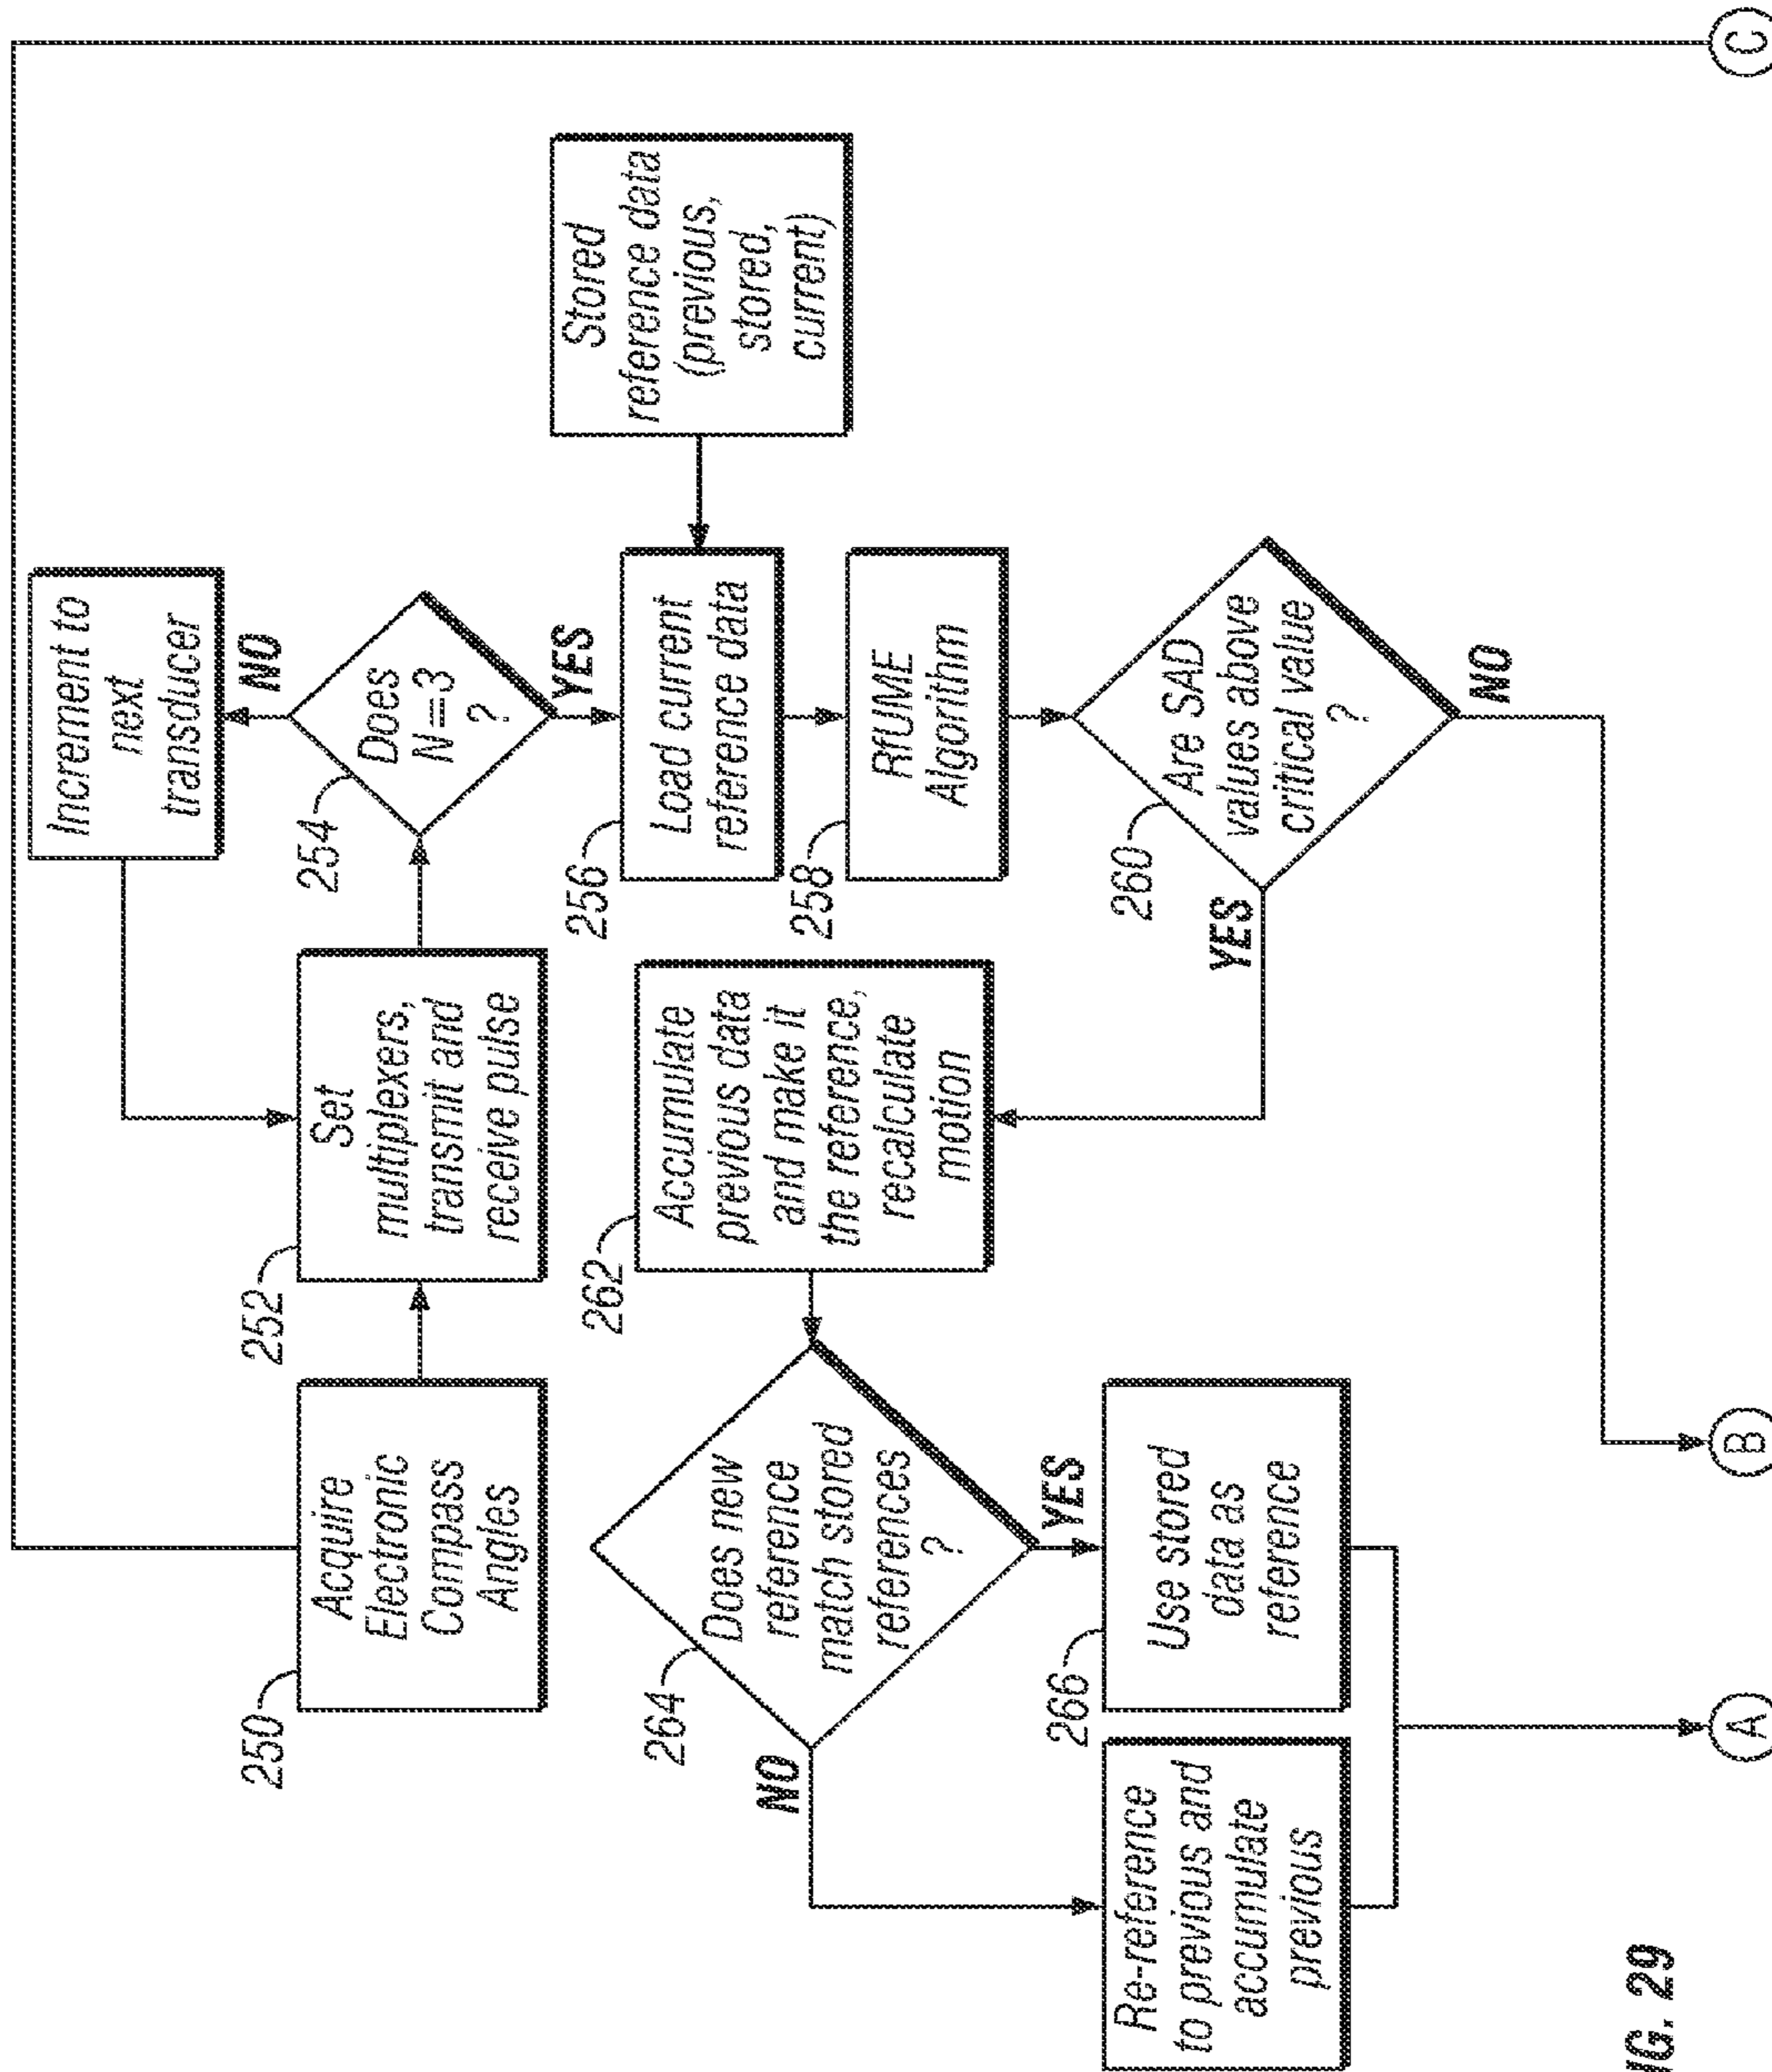 250
Acquire
Electronic
Compass
Angles
252
Set
multiplexers,
transmit and
receive pulse
Increment to
next
transducer
NO
254
Does
N==3
?
YES
256
Load current
reference data
Stored
reference data
(previous,
stored,
current)
258
RfUME
Algorithm
260
Are SAD
values above
critical value
?
YES
NO
262
Accumulate
previous data
and make it
the reference,
recalculate
motion
264
Does new
reference
match stored
references
?
NO
YES
Re-reference
to previous and
accumulate
previous
266
Use stored
data as
reference
A
B
C
IG. 29